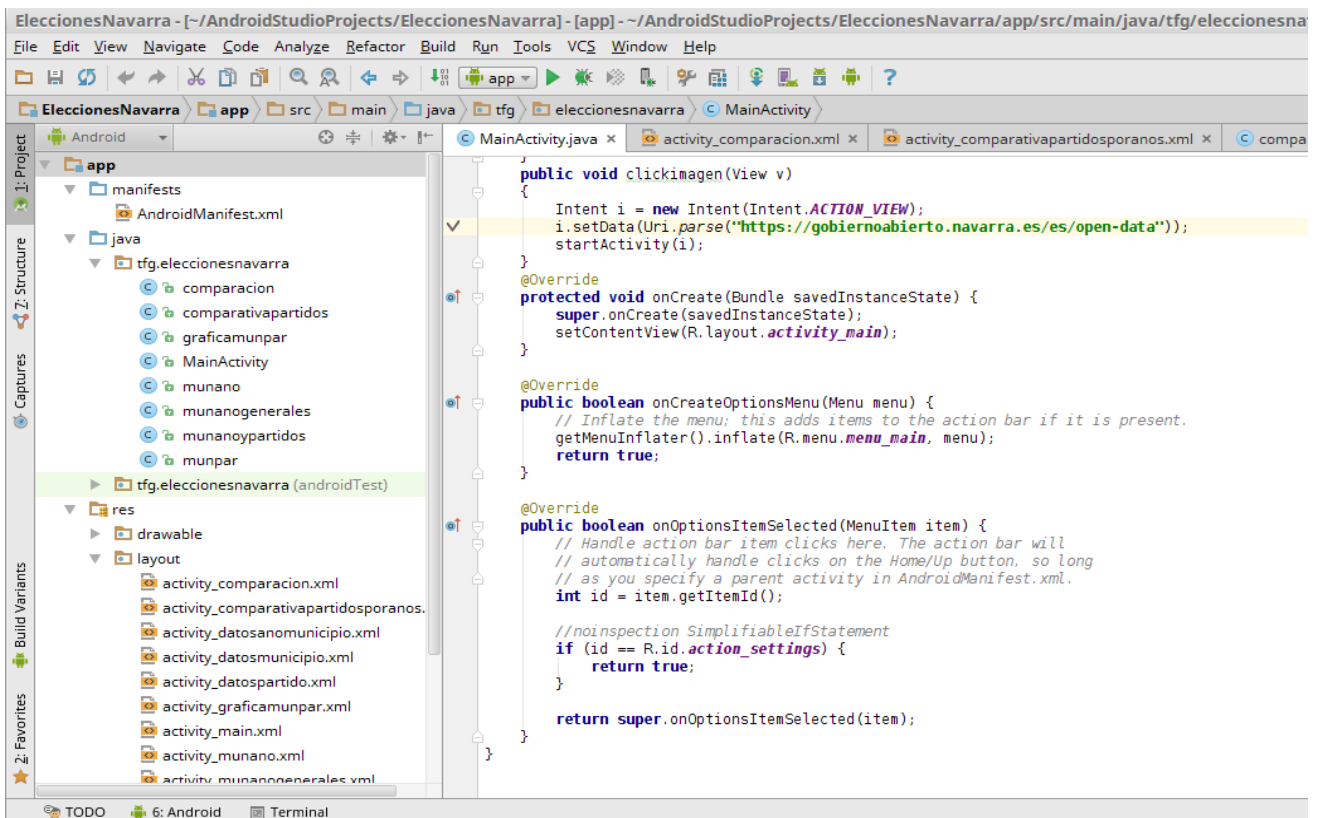 EleccionesNavarra - [~/AndroidStudioProjects/EleccionesNavarra] - [app] - ~/AndroidStudioProjects/EleccionesNavarra/app/src/main/java/tfg/eleccionesna
File Edit View Navigate Code Analyze Refactor Build Run Tools VCS Window Help
app
EleccionesNavarra app src main java tfg eleccionesnavarra MainActivity
1: Project
7: Structure
Captures
Build Variants
2: Favorites
Android
app
manifests
AndroidManifest.xml
java
tfg.eleccionesnavarra
comparacion
comparativapartidos
graficamunpar
MainActivity
munano
munanogenerales
munanoypartidos
munpar
tfg.eleccionesnavarra (androidTest)
res
drawable
layout
activity_comparacion.xml
activity_comparativapartidosporanos.
activity_datosanomunicipio.xml
activity_datosmunicipio.xml
activity_datospartido.xml
activity_graficamunpar.xml
activity_main.xml
activity_munano.xml
activity_munanogenerales.xml
MainActivity.java activity_comparacion.xml activity_comparativapartidosporanos.xml compa
}
public void clickimagen(View v)
{
Intent i = new Intent(Intent.ACTION_VIEW);
i.setData(Uri.parse("https://gobiernoabierto.navarra.es/es/open-data"));
startActivity(i);
}
@Override
protected void onCreate(Bundle savedInstanceState) {
super.onCreate(savedInstanceState);
setContentView(R.layout.activity_main);
}
@Override
public boolean onCreateOptionsMenu(Menu menu) {
// Inflate the menu; this adds items to the action bar if it is present.
getMenuInflater().inflate(R.menu.menu_main, menu);
return true;
}
@Override
public boolean onOptionsItemSelected(MenuItem item) {
// Handle action bar item clicks here. The action bar will
// automatically handle clicks on the Home/Up button, so long
// as you specify a parent activity in AndroidManifest.xml.
int id = item.getItemId();
//noinspection SimplifiableIfStatement
if (id == R.id.action_settings) {
return true;
}
return super.onOptionsItemSelected(item);
}
}
TODO 6: Android Terminal